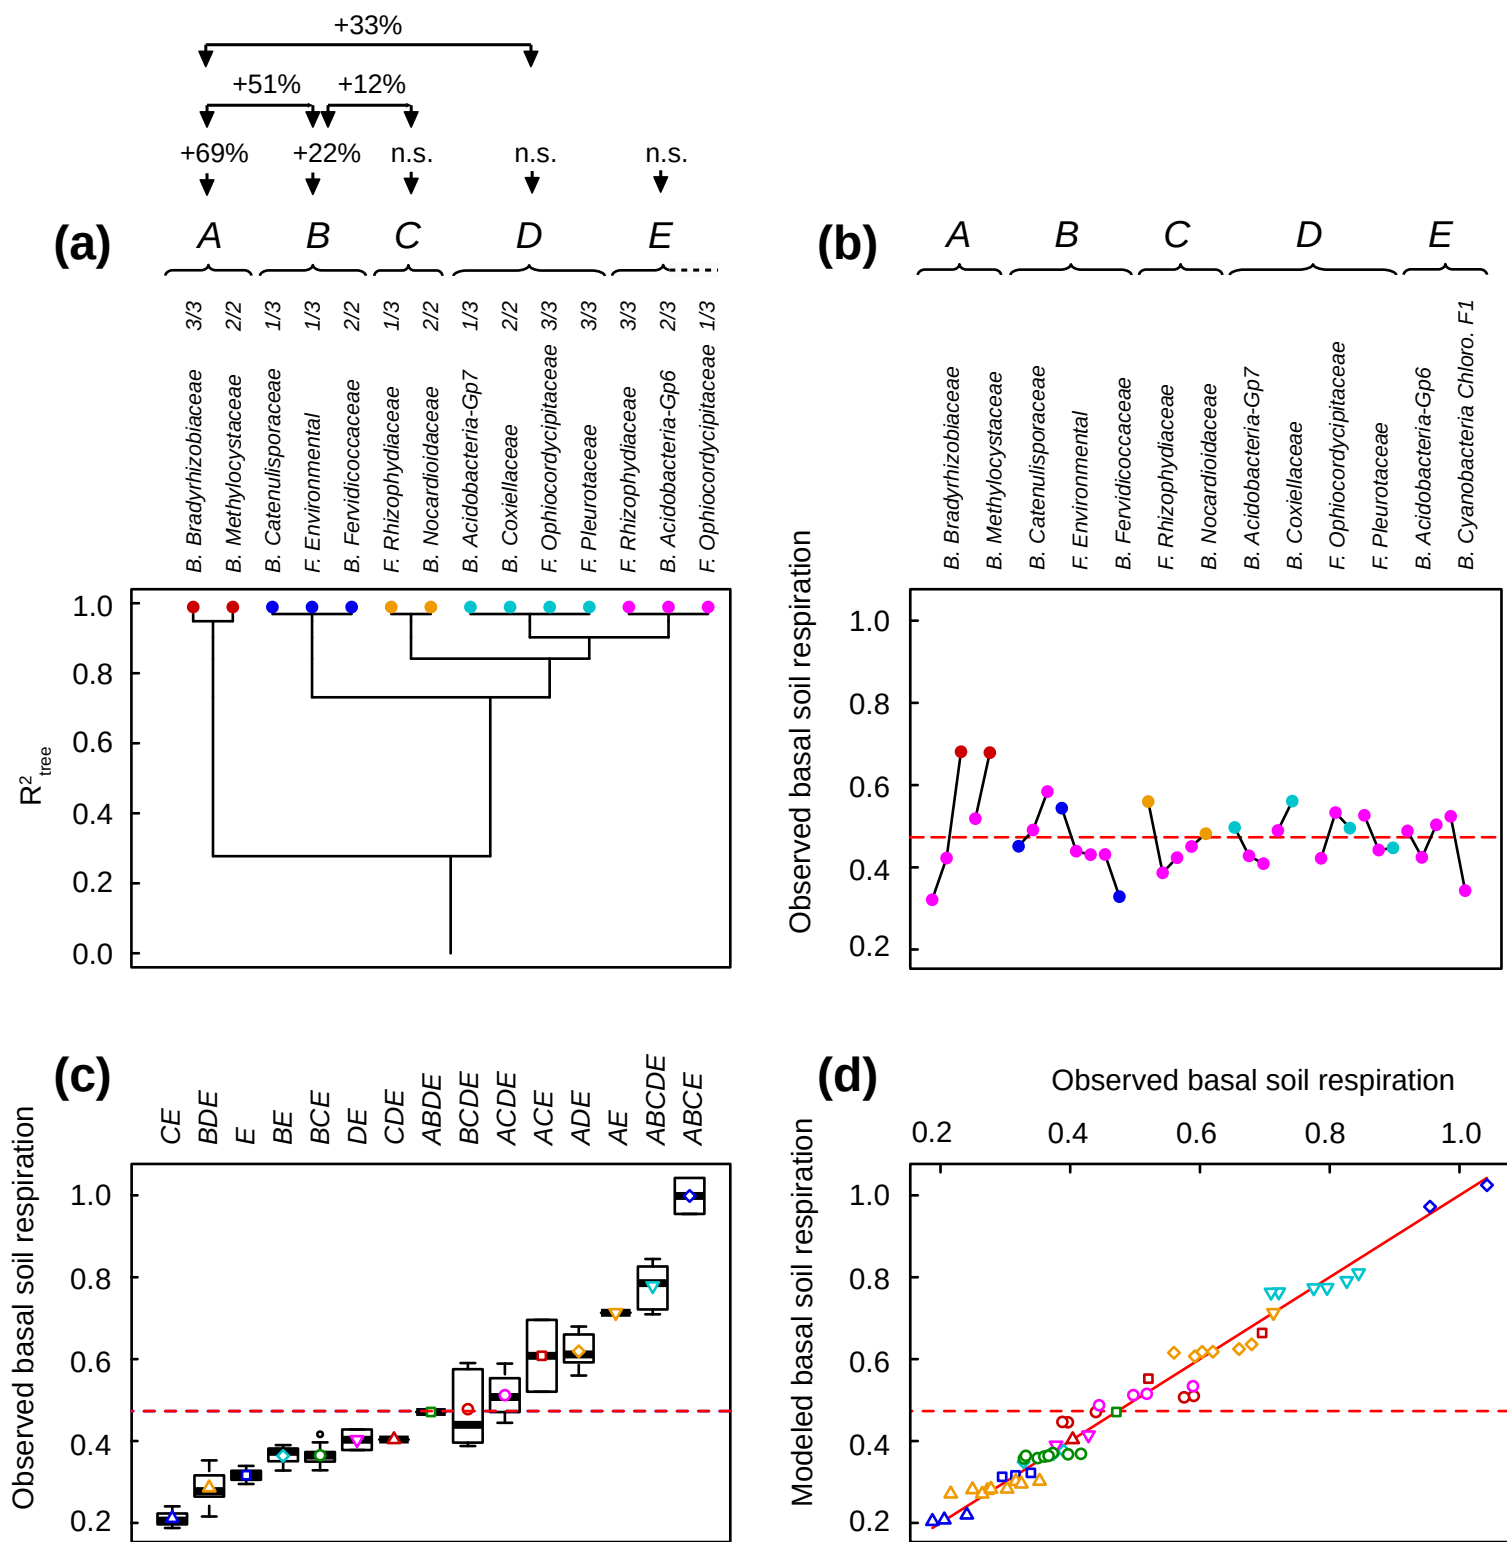 +33%
+51% +12%
+69% +22% n.s. n.s. n.s.
(a) A B C D E
3/3 2/2 1/3 1/3 2/2 1/3 2/2 1/3 2/2 3/3 3/3 3/3 2/3 1/3
B. Bradyrhizobiaceae
B. Methylocystaceae
B. Catenulisporaceae
F. Environmental
B. Fervidicoccaceae
F. Rhizophydiaceae
B. Nocardioidaceae
B. Acidobacteria-Gp7
B. Coxiellaceae
F. Ophiocordycipitaceae
F. Pleurotaceae
F. Rhizophydiaceae
B. Acidobacteria-Gp6
F. Ophiocordycipitaceae
R²tree
1.0
0.8
0.6
0.4
0.2
0.0
(b) A B C D E
B. Bradyrhizobiaceae
B. Methylocystaceae
B. Catenulisporaceae
F. Environmental
B. Fervidicoccaceae
F. Rhizophydiaceae
B. Nocardioidaceae
B. Acidobacteria-Gp7
B. Coxiellaceae
F. Ophiocordycipitaceae
F. Pleurotaceae
B. Acidobacteria-Gp6
B. Cyanobacteria Chloro. F1
Observed basal soil respiration
1.0
0.8
0.6
0.4
0.2
(c)
CE BDE E BE BCE DE CDE ABDE BCDE ACDE ACE ADE AE ABCDE ABCE
Observed basal soil respiration
1.0
0.8
0.6
0.4
0.2
(d) Observed basal soil respiration
0.2 0.4 0.6 0.8 1.0
Modeled basal soil respiration
1.0
0.8
0.6
0.4
0.2